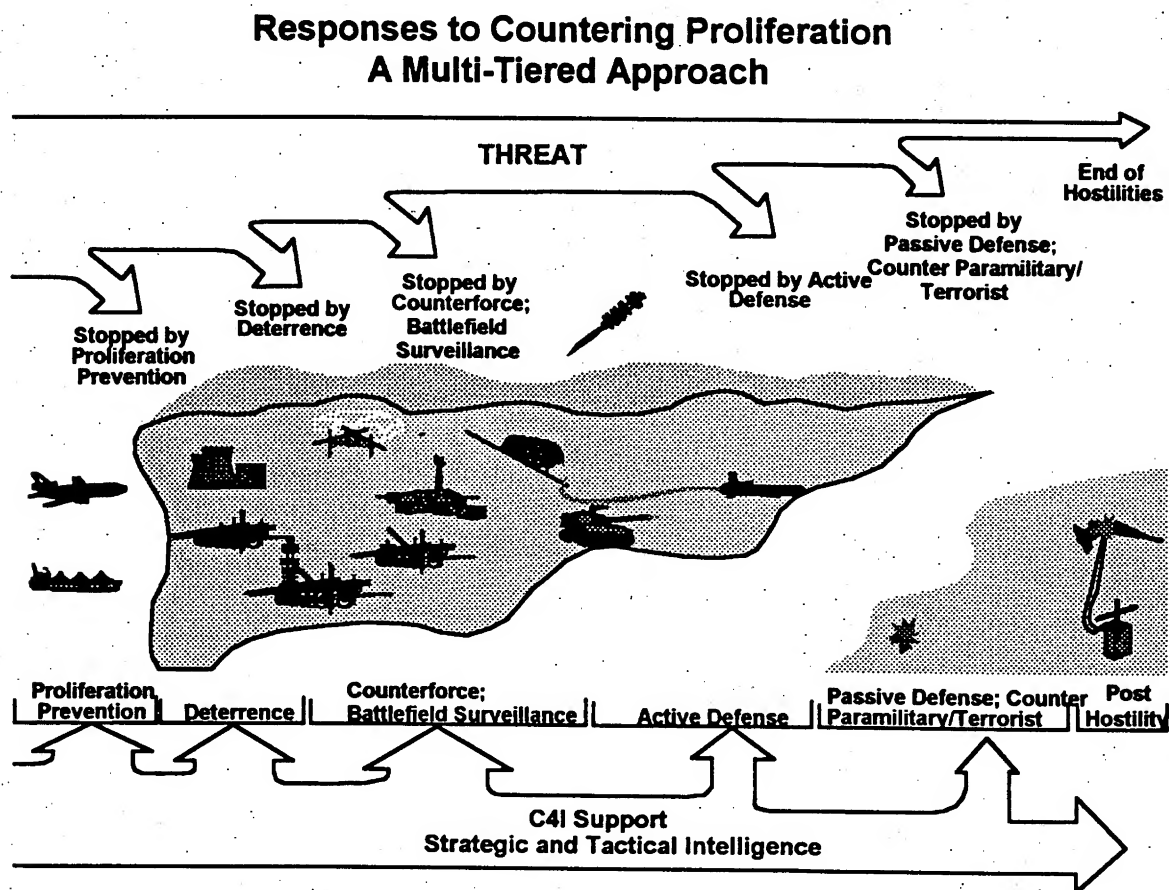 Responses to Countering Proliferation
A Multi-Tiered Approach
THREAT
End of
Hostilities
Stopped by
Passive Defense;
Counter Paramilitary/
Terrorist
Stopped by Active
Defense
Stopped by
Counterforce;
Battlefield
Surveillance
Stopped by
Deterrence
Stopped by
Proliferation
Prevention
Proliferation
Prevention
Deterrence
Counterforce;
Battlefield Surveillance
Active Defense
Passive Defense; Counter
Paramilitary/Terrorist
Post
Hostility
C4I Support
Strategic and Tactical Intelligence